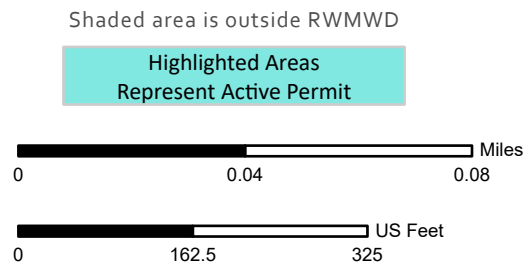 Shaded area is outside RWMWD
Highlighted Areas
Represent Active Permit
Miles
0 0.04 0.08
US Feet
0 162.5 325